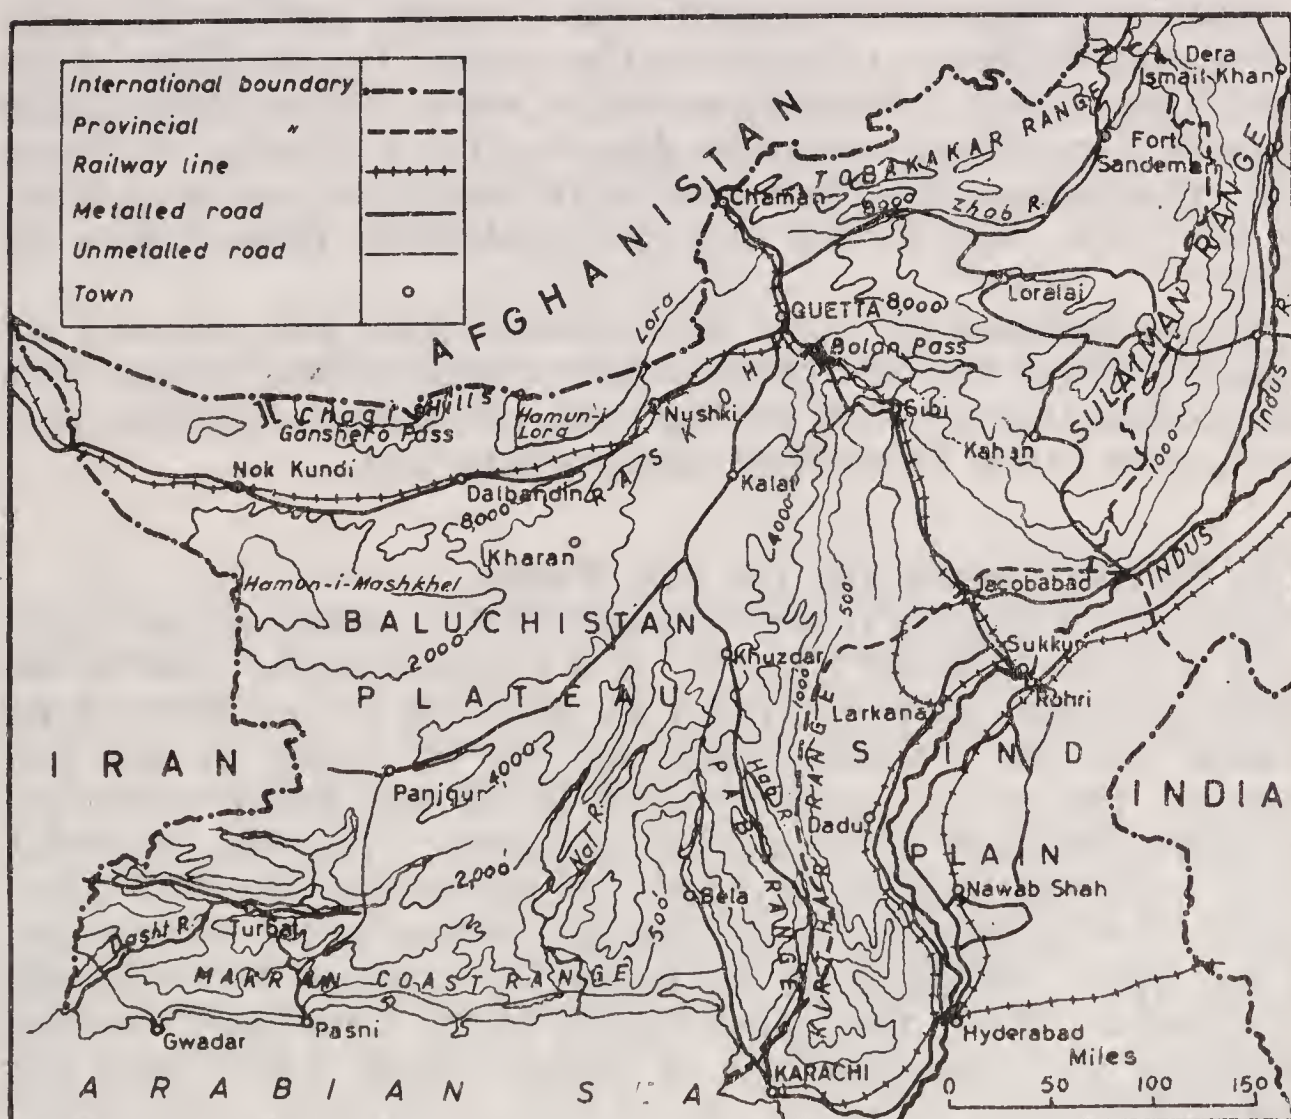 International boundary
Provincial "
Railway line
Metalled road
Unmetalled road
Town
Dera
Ismail Khan
Fort
Sandeman
TOBAKAKAR RANGE
8000
Zhob R.
Chaman
AFGHANISTAN
Lora
QUETTA
8,000
Loralai
Bolan Pass
SULAIMAN RANGE
Indus R.
Chagai Hills
Ganshero Pass
Hamun-i
Lora
Nushki
Sibi
Kahan
1000
Nok Kundi
Dalbandin
RAS KOH
Kalat
8,000
4000
Kharan
Hamun-i-Mashkhel
500
Jacobabad
INDUS
BALUCHISTAN
2000
Khuzdar
Sukkur
Rohri
PLATEAU
1000
Larkana
IRAN
SIND
Panjgur
4,000
PAB RANGE
Hab R.
KIRTHAR RANGE
INDIA
Nal R.
Dadu
PLAIN
2,000'
Bela
500'
Nawab Shah
Dasht R.
Turbat
MAKRAN COAST RANGE
Gwadar
Pasni
Hyderabad
Miles
ARABIAN SEA
KARACHI
0 50 100 150